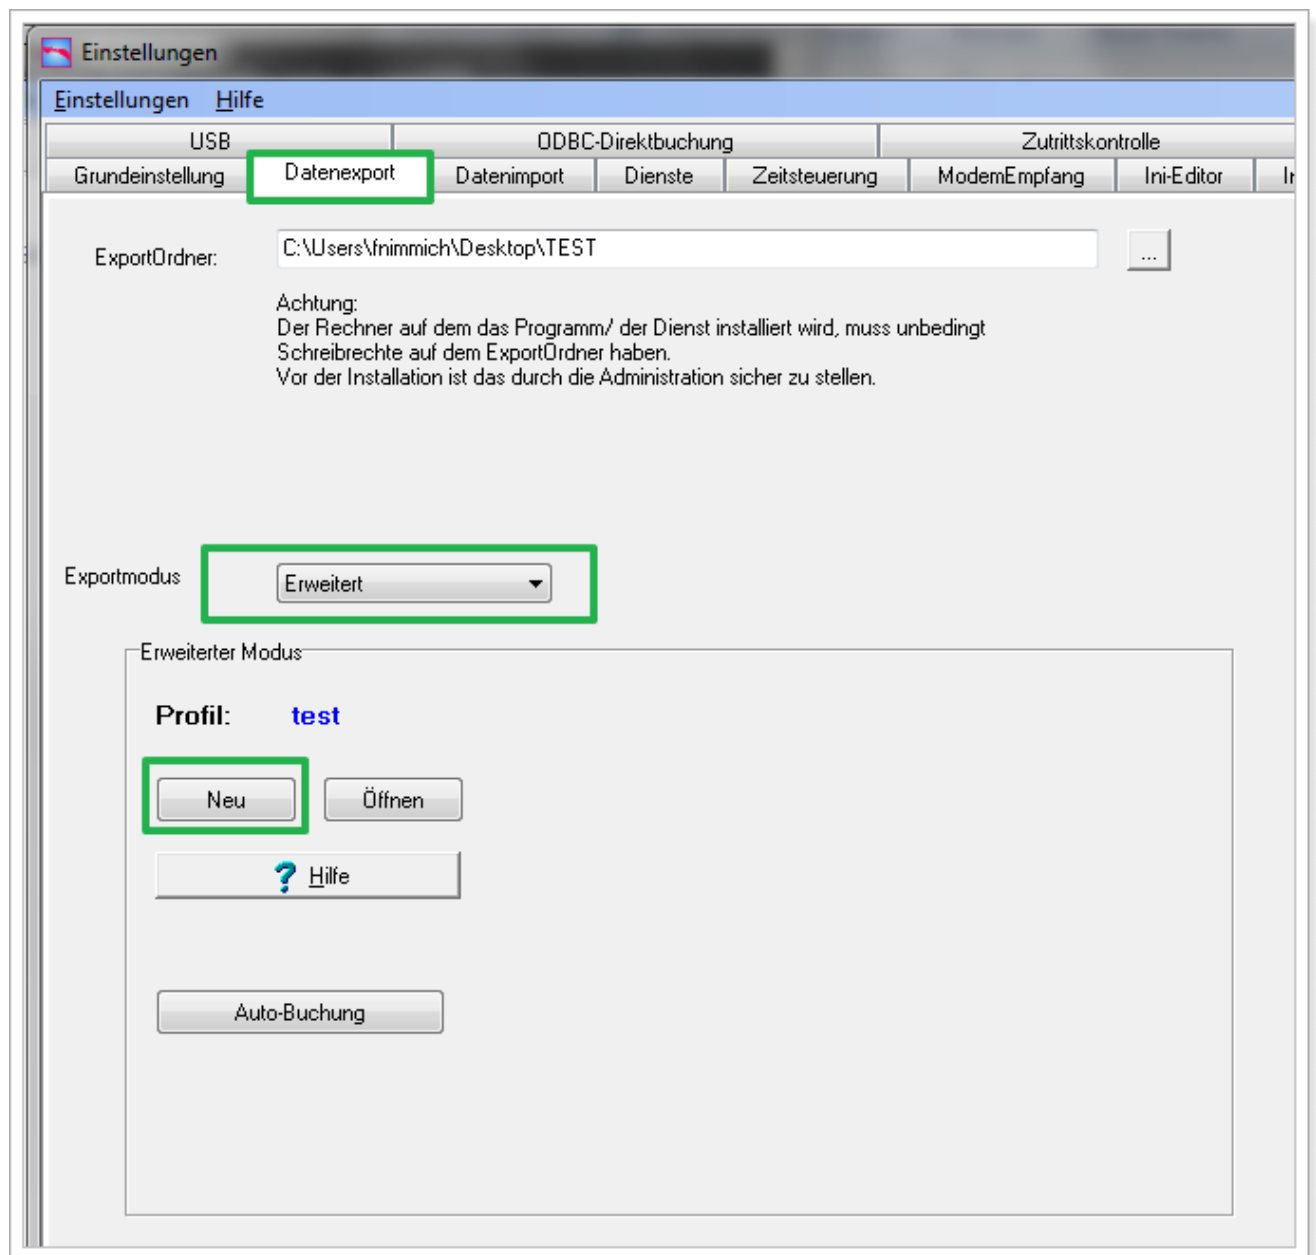 Einstellungen
Einstellungen Hilfe
USB ODBC-Direktbuchung Zutrittskontrolle
Grundeinstellung Datenexport Datenimport Dienste Zeitsteuerung ModemEmpfang Ini-Editor
ExportOrdner: C:\Users\fnimmich\Desktop\TEST ...
Achtung:
Der Rechner auf dem das Programm/ der Dienst installiert wird, muss unbedingt
Schreibrechte auf dem ExportOrdner haben.
Vor der Installation ist das durch die Administration sicher zu stellen.
Exportmodus Erweitert
Erweiterter Modus
Profil: test
Neu Öffnen
? Hilfe
Auto-Buchung